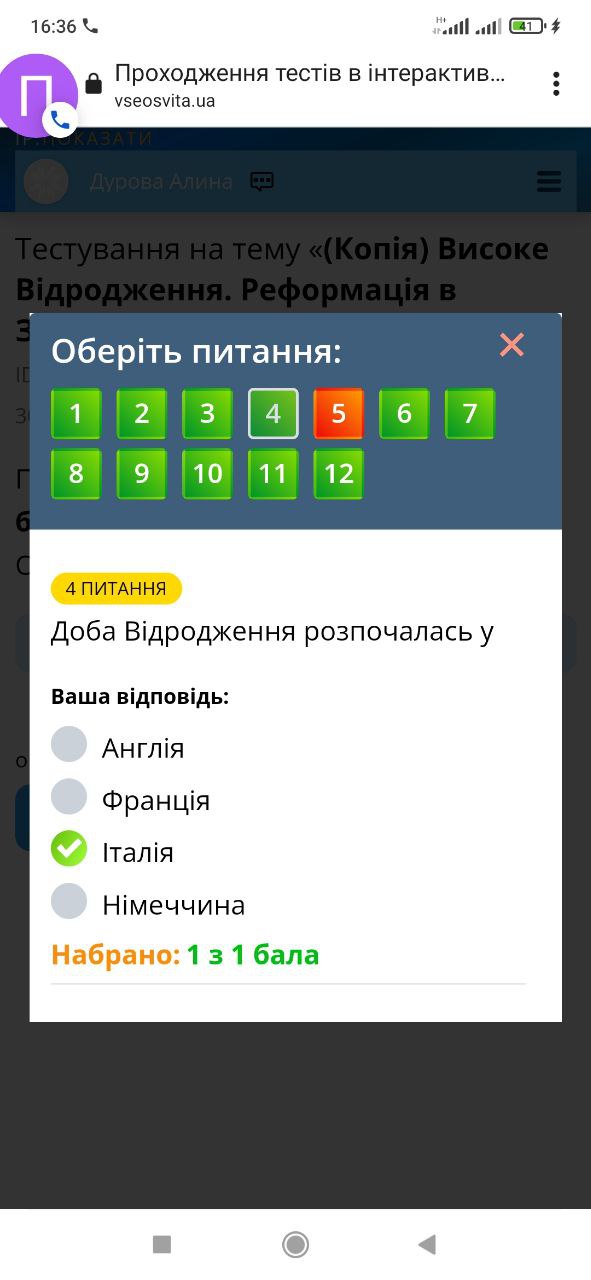 16:36
H+
41
П
Проходження тестів в інтерактив...
vseosvita.ua
ІР.ПОКАЗАТИ
Дурова Алина
Тестування на тему «(Копія) Високе
Відродження. Реформація в
Оберіть питання:
1 2 3 4 5 6 7
8 9 10 11 12
4 ПИТАННЯ
Доба Відродження розпочалась у
Ваша відповідь:
Англія
Франція
Італія
Німеччина
Набрано: 1 з 1 бала